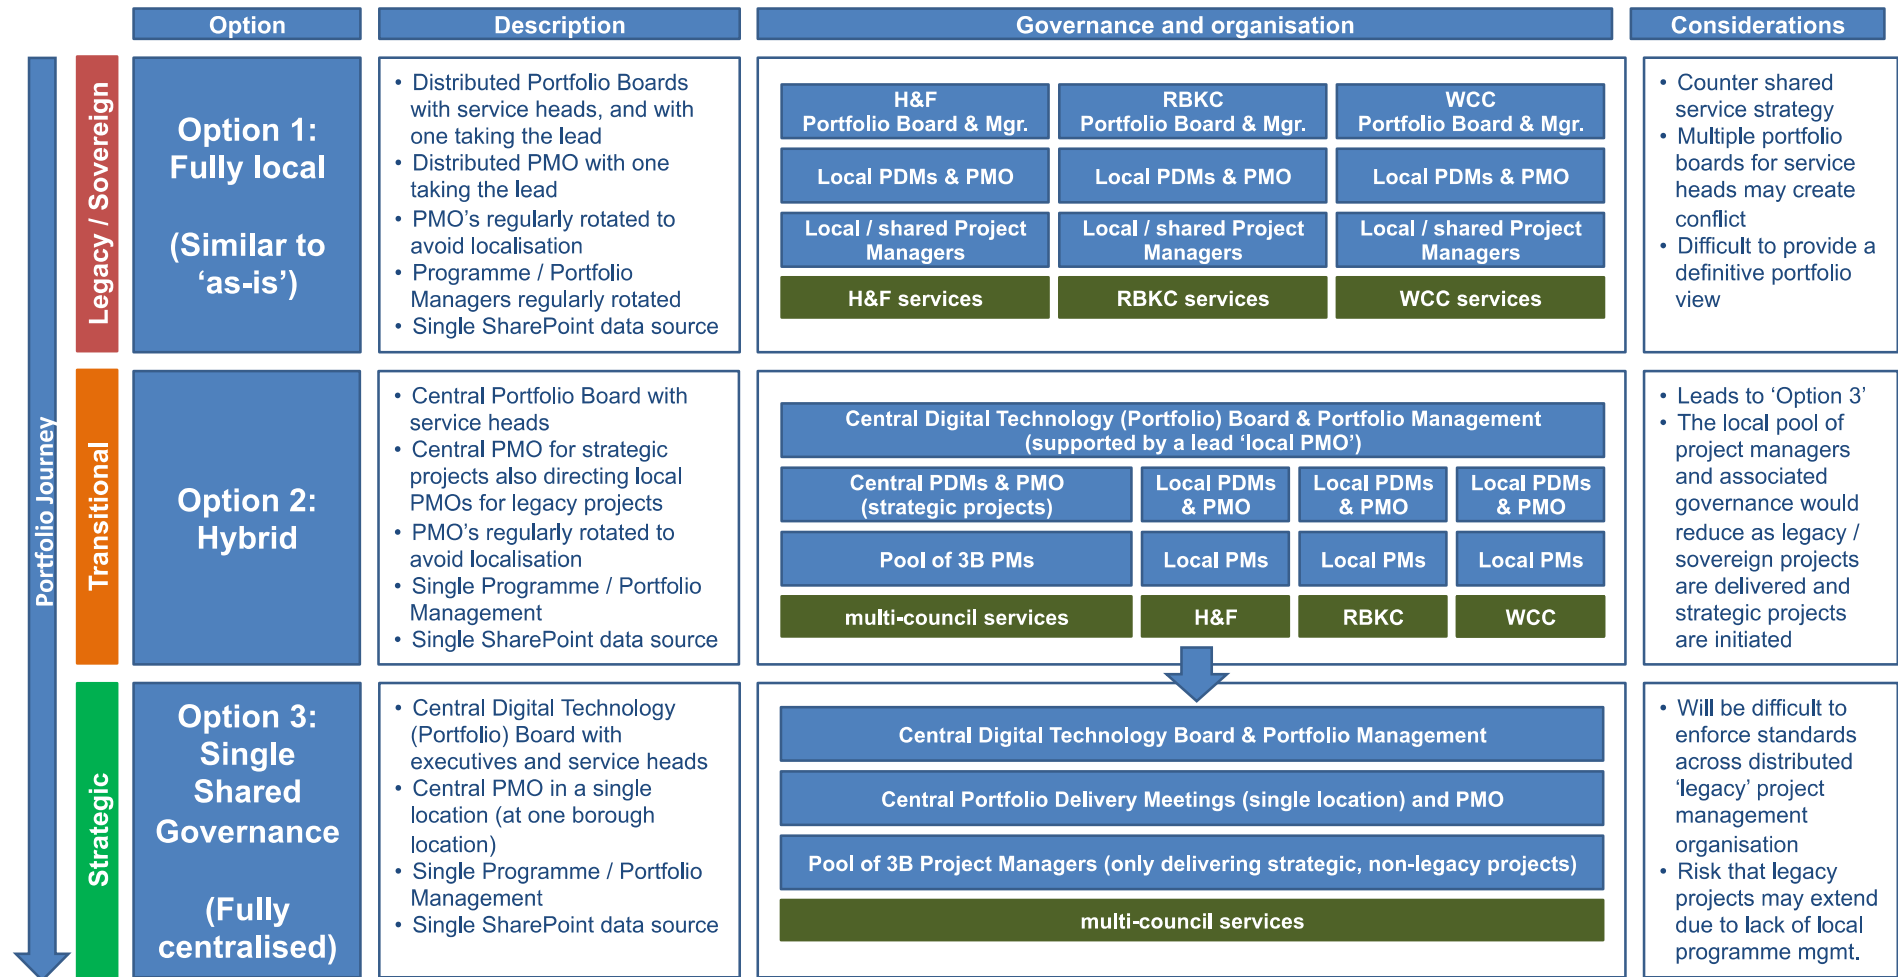 Option
Description
Governance and organisation
Considerations
Portfolio Journey
Legacy / Sovereign
Option 1:
Fully local
(Similar to
‘as-is’)
• Distributed Portfolio Boards
with service heads, and with
one taking the lead
• Distributed PMO with one
taking the lead
• PMO’s regularly rotated to
avoid localisation
• Programme / Portfolio
Managers regularly rotated
• Single SharePoint data source
H&F
Portfolio Board & Mgr.
RBKC
Portfolio Board & Mgr.
WCC
Portfolio Board & Mgr.
Local PDMs & PMO
Local PDMs & PMO
Local PDMs & PMO
Local / shared Project
Managers
Local / shared Project
Managers
Local / shared Project
Managers
H&F services
RBKC services
WCC services
• Counter shared
service strategy
• Multiple portfolio
boards for service
heads may create
conflict
• Difficult to provide a
definitive portfolio
view
Transitional
Option 2:
Hybrid
• Central Portfolio Board with
service heads
• Central PMO for strategic
projects also directing local
PMOs for legacy projects
• PMO’s regularly rotated to
avoid localisation
• Single Programme / Portfolio
Management
• Single SharePoint data source
Central Digital Technology (Portfolio) Board & Portfolio Management
(supported by a lead ‘local PMO’)
Central PDMs & PMO
(strategic projects)
Local PDMs
& PMO
Local PDMs
& PMO
Local PDMs
& PMO
Pool of 3B PMs
Local PMs
Local PMs
Local PMs
multi-council services
H&F
RBKC
WCC
• Leads to ‘Option 3’
• The local pool of
project managers
and associated
governance would
reduce as legacy /
sovereign projects
are delivered and
strategic projects
are initiated
Strategic
Option 3:
Single
Shared
Governance
(Fully
centralised)
• Central Digital Technology
(Portfolio) Board with
executives and service heads
• Central PMO in a single
location (at one borough
location)
• Single Programme / Portfolio
Management
• Single SharePoint data source
Central Digital Technology Board & Portfolio Management
Central Portfolio Delivery Meetings (single location) and PMO
Pool of 3B Project Managers (only delivering strategic, non-legacy projects)
multi-council services
• Will be difficult to
enforce standards
across distributed
‘legacy’ project
management
organisation
• Risk that legacy
projects may extend
due to lack of local
programme mgmt.